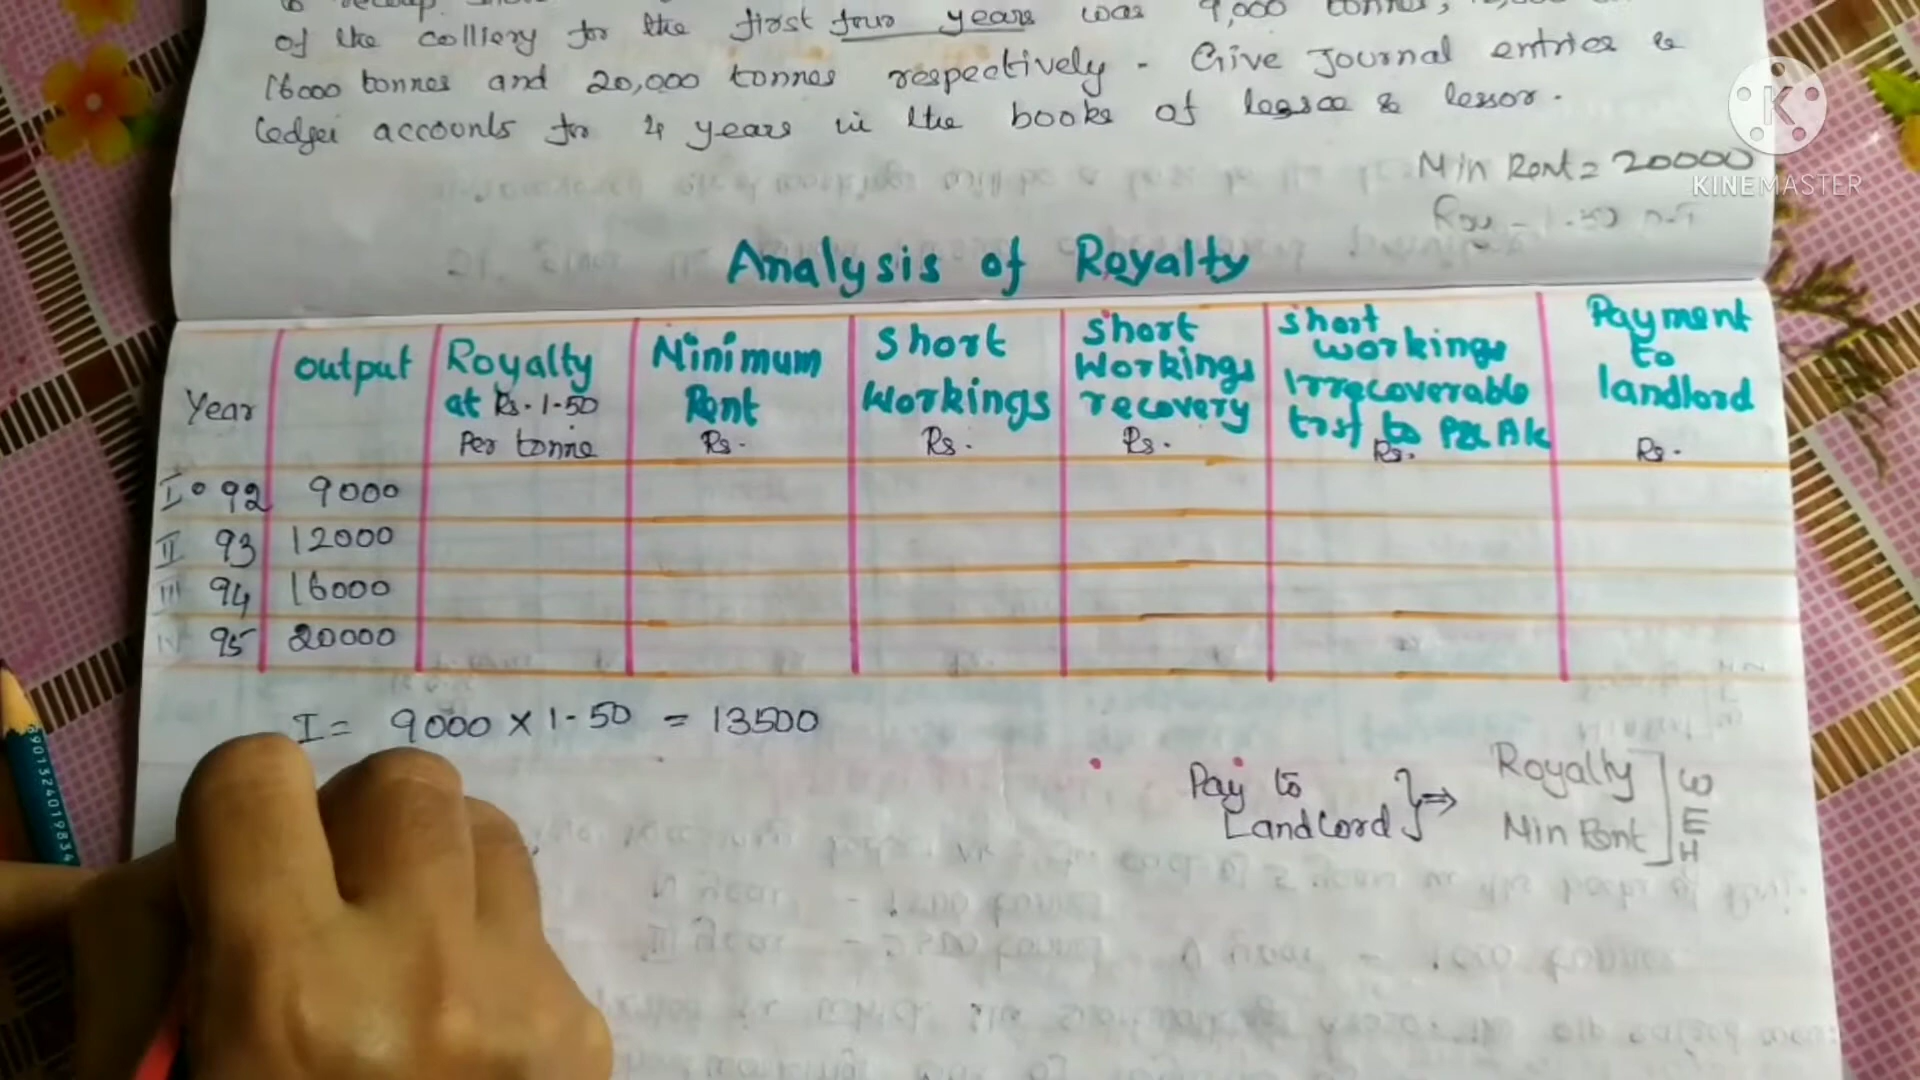 of the colliery for the first four years was 9,000
16000 tonnes and 20,000 tonnes respectively - Give Journal entries &
ledger accounts for 4 years in the books of lessee & lessor.
Min Rent = 20000
KINEMASTER
Analysis of Royalty
Year output Royalty at Rs. 1-50 Per tonne Minimum Rent Rs. Short Workings Rs. Short Workings recovery Rs. Short workings Irrecoverable trsf to P&L A/c Rs. Payment to landlord Rs.
I 92 9000
II 93 12000
III 94 16000
IV 95 20000
I = 9000 X 1-50 = 13500
Pay to Landlord } ⇒ Royalty
Min Rent